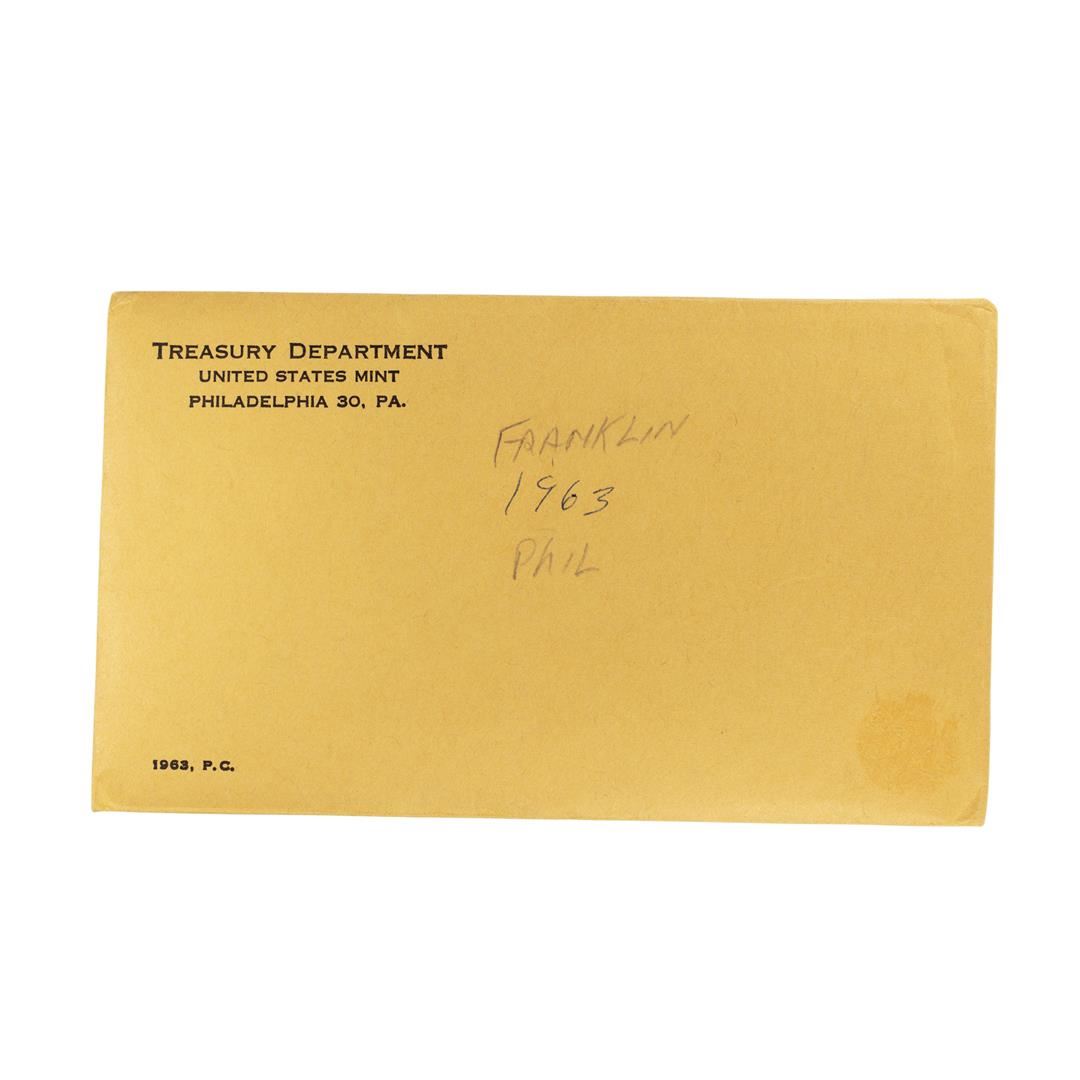 TREASURY DEPARTMENT
UNITED STATES MINT
PHILADELPHIA 30, PA.
FRANKLIN
1963
PhIL
1963, P.C.